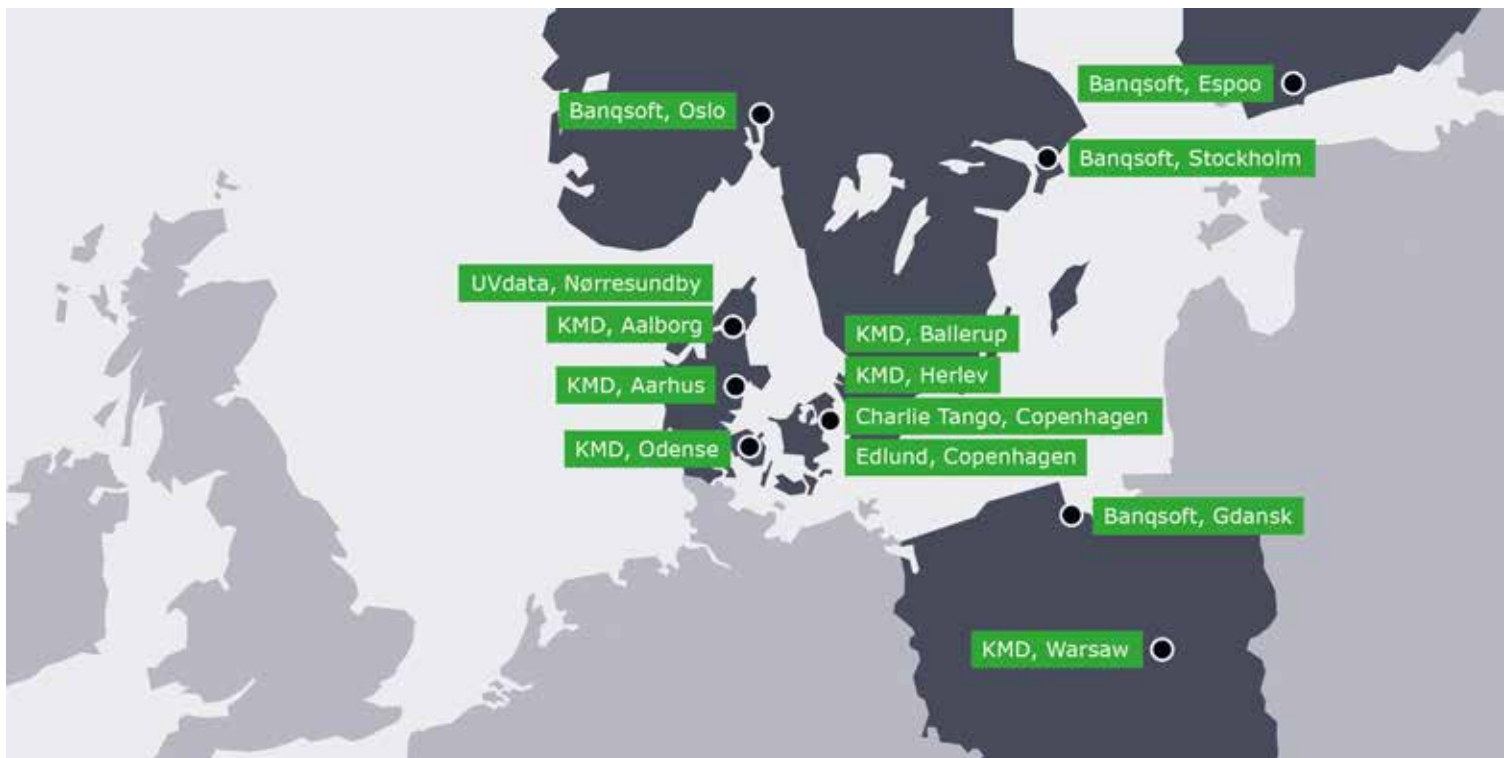 Banqsoft, Espoo
Banqsoft, Oslo
Banqsoft, Stockholm
UVdata, Nørresundby
KMD, Aalborg
KMD, Ballerup
KMD, Herlev
KMD, Aarhus
Charlie Tango, Copenhagen
KMD, Odense
Edlund, Copenhagen
Banqsoft, Gdansk
KMD, Warsaw